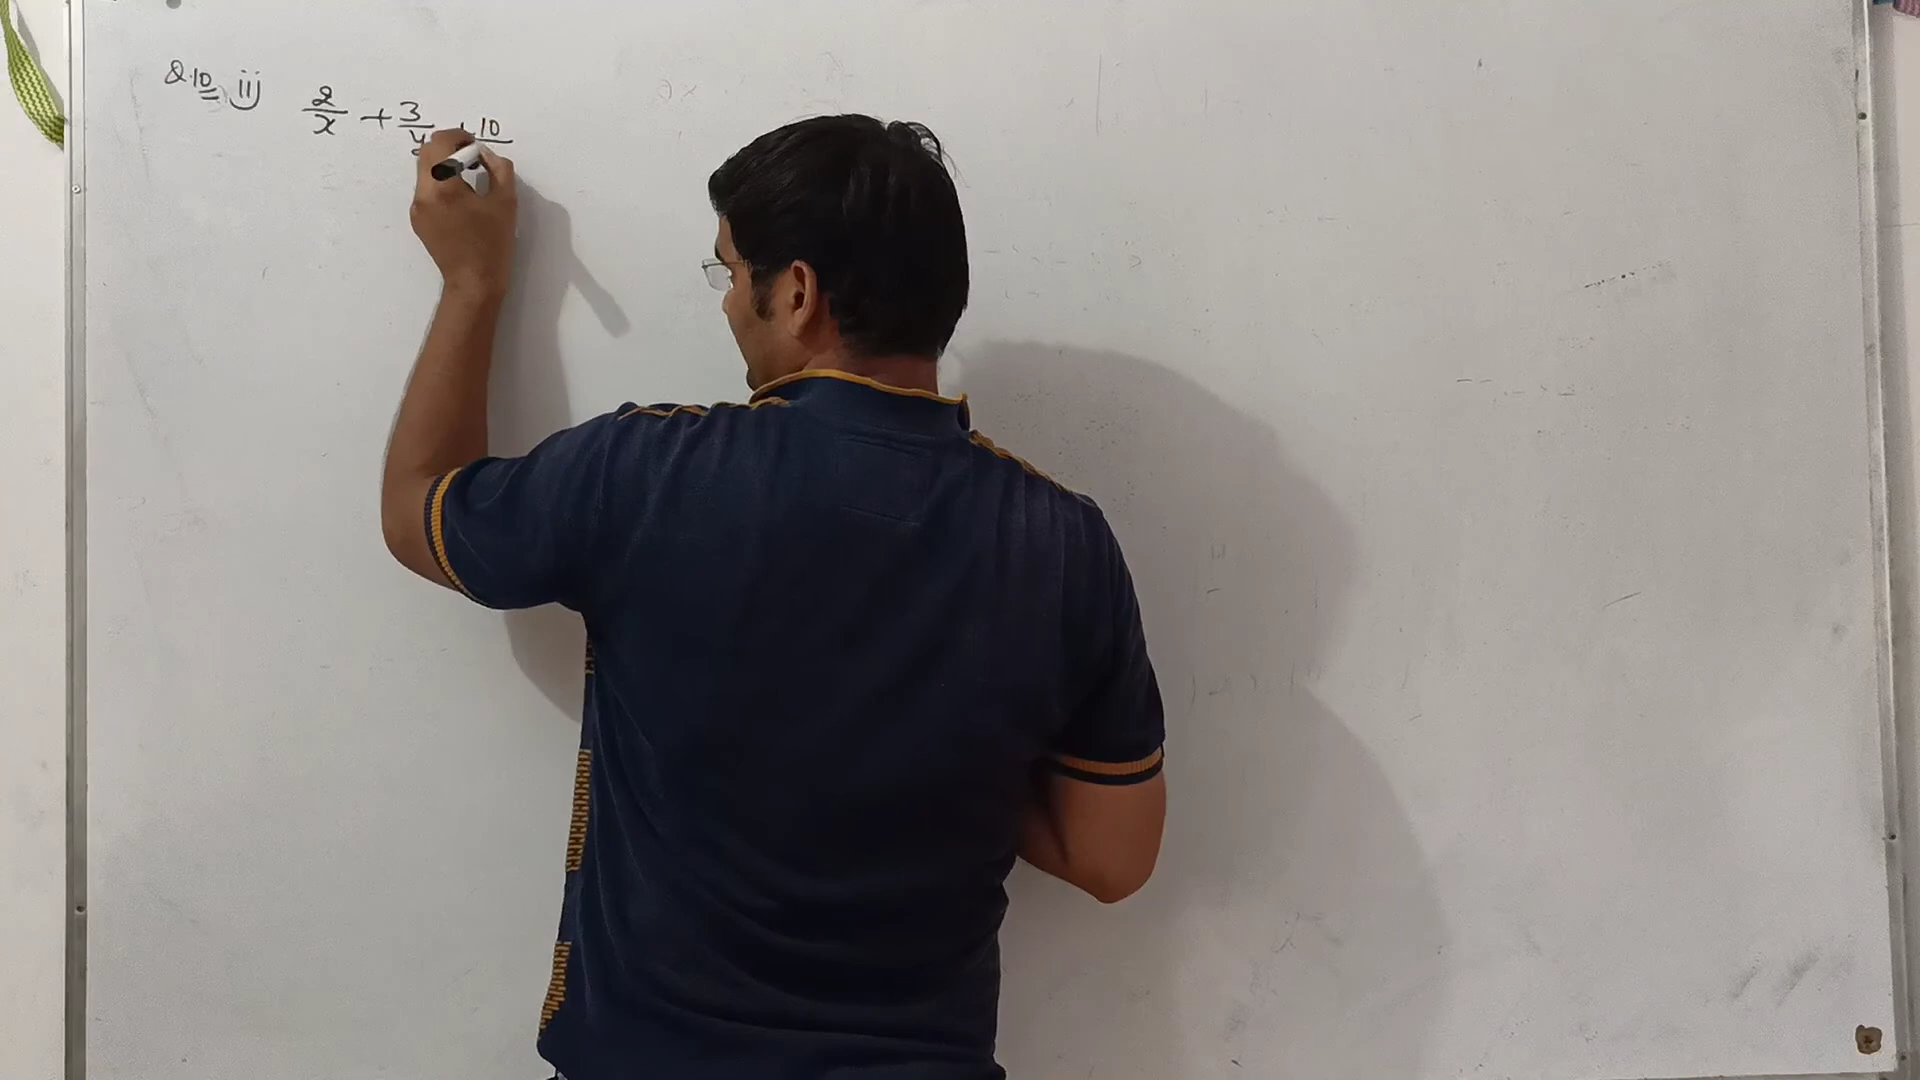 Q.10 ii) 2/x + 3/y + 10/